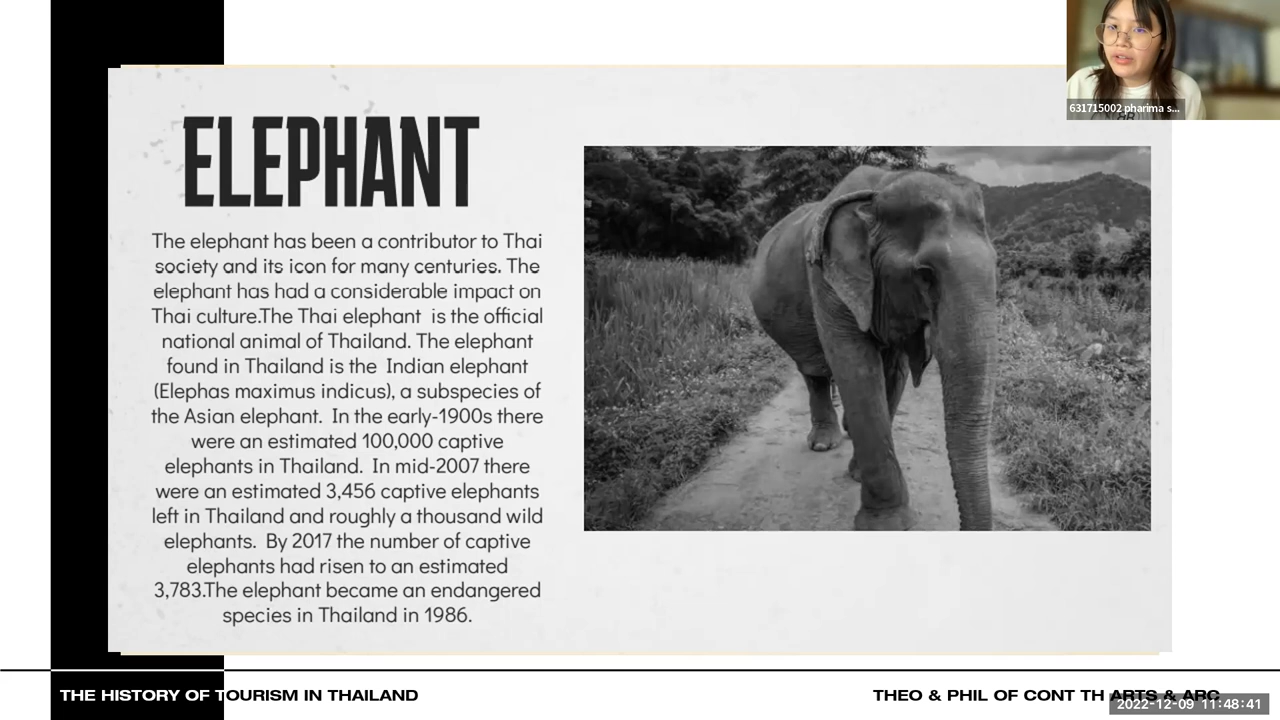 631715002 pharima s...
ELEPHANT
The elephant has been a contributor to Thai
society and its icon for many centuries. The
elephant has had a considerable impact on
Thai culture.The Thai elephant  is the official
national animal of Thailand. The elephant
found in Thailand is the  Indian elephant
(Elephas maximus indicus), a subspecies of
the Asian elephant.  In the early-1900s there
were an estimated 100,000 captive
elephants in Thailand.  In mid-2007 there
were an estimated 3,456 captive elephants
left in Thailand and roughly a thousand wild
elephants.  By 2017 the number of captive
elephants had risen to an estimated
3,783.The elephant became an endangered
species in Thailand in 1986.
THE HISTORY OF TOURISM IN THAILAND
THEO & PHIL OF CONT TH ARTS & ARC
2022-12-09 11:48:41